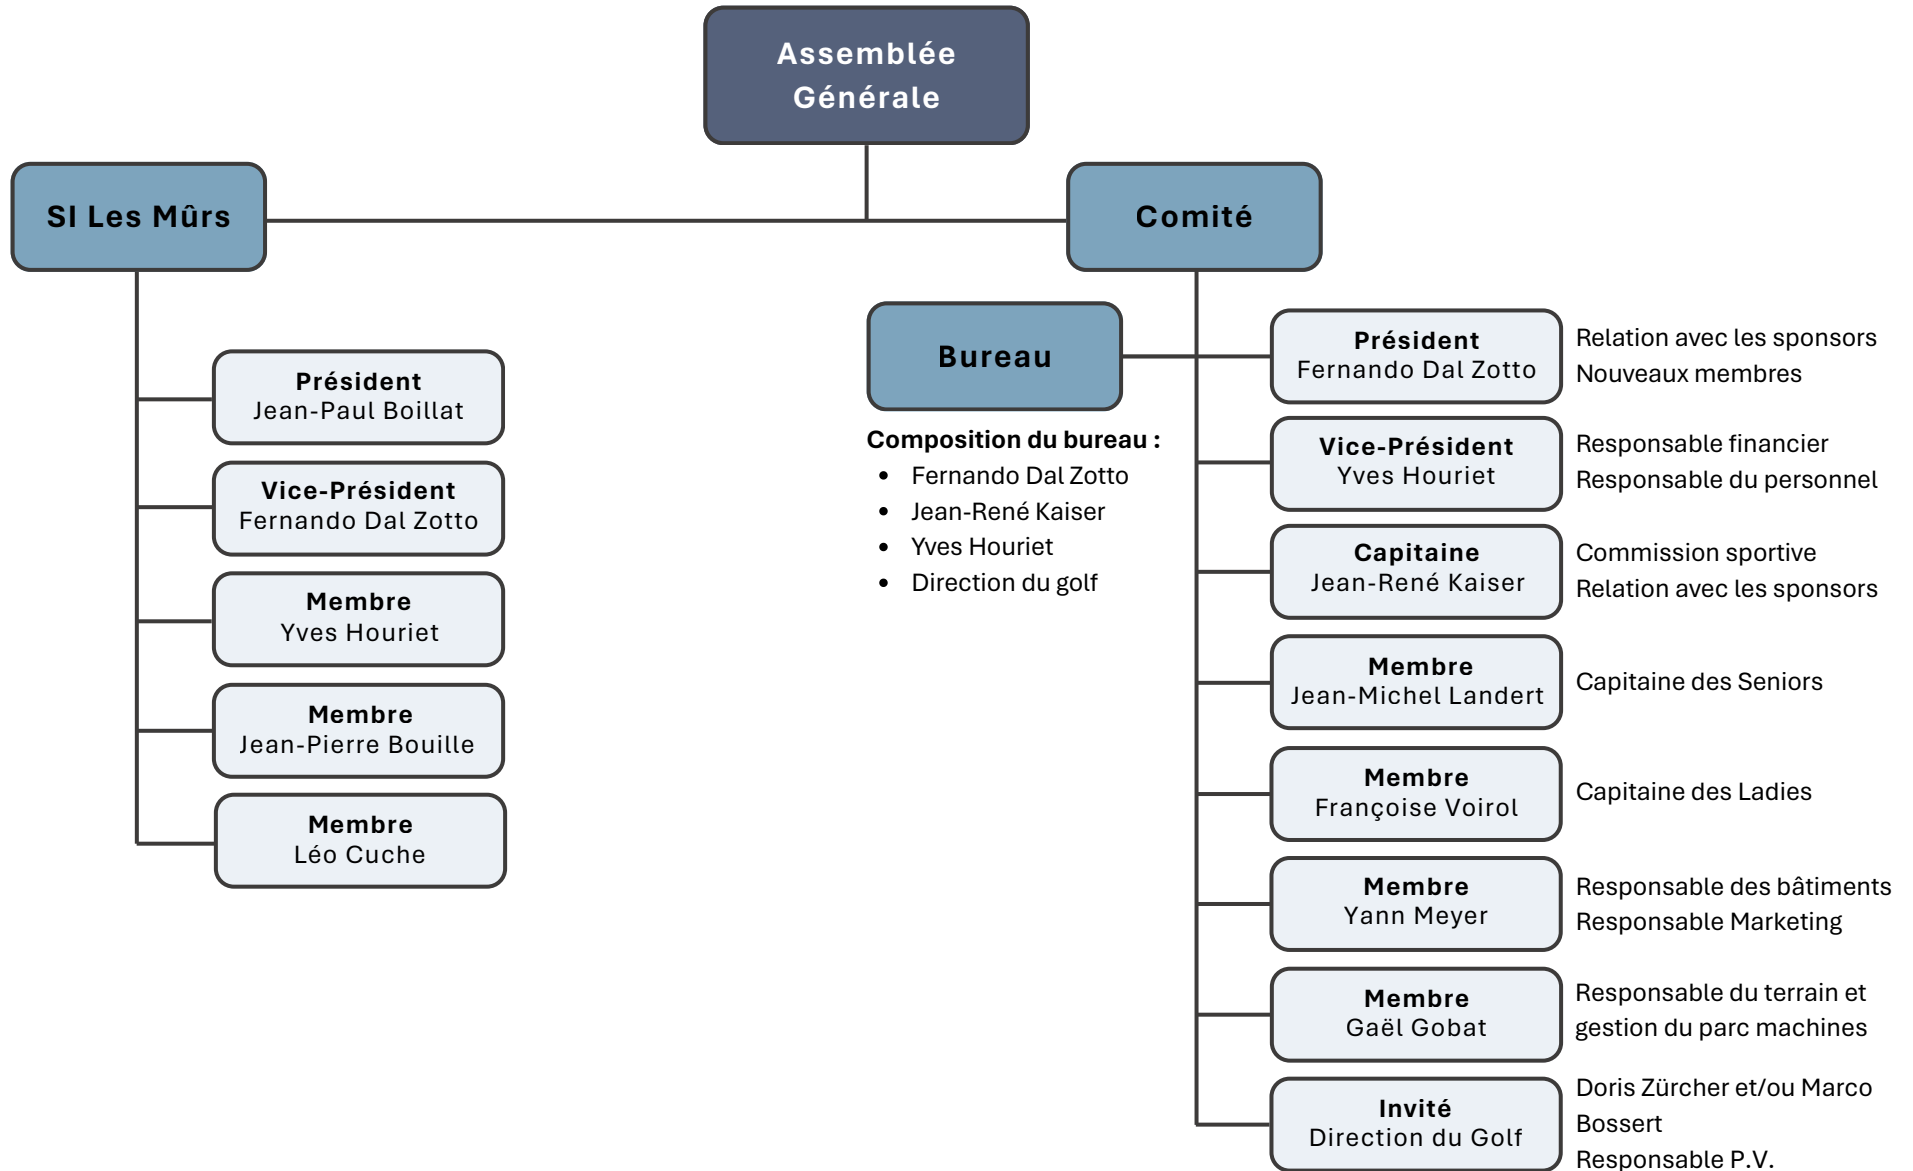 Assemblée
Générale
SI Les Mûrs
Comité
Président
Jean-Paul Boillat
Vice-Président
Fernando Dal Zotto
Membre
Yves Houriet
Membre
Jean-Pierre Bouille
Membre
Léo Cuche
Bureau
Composition du bureau :
• Fernando Dal Zotto
• Jean-René Kaiser
• Yves Houriet
• Direction du golf
Président
Fernando Dal Zotto
Relation avec les sponsors
Nouveaux membres
Vice-Président
Yves Houriet
Responsable financier
Responsable du personnel
Capitaine
Jean-René Kaiser
Commission sportive
Relation avec les sponsors
Membre
Jean-Michel Landert
Capitaine des Seniors
Membre
Françoise Voirol
Capitaine des Ladies
Membre
Yann Meyer
Responsable des bâtiments
Responsable Marketing
Membre
Gaël Gobat
Responsable du terrain et
gestion du parc machines
Invité
Direction du Golf
Doris Zürcher et/ou Marco
Bossert
Responsable P.V.